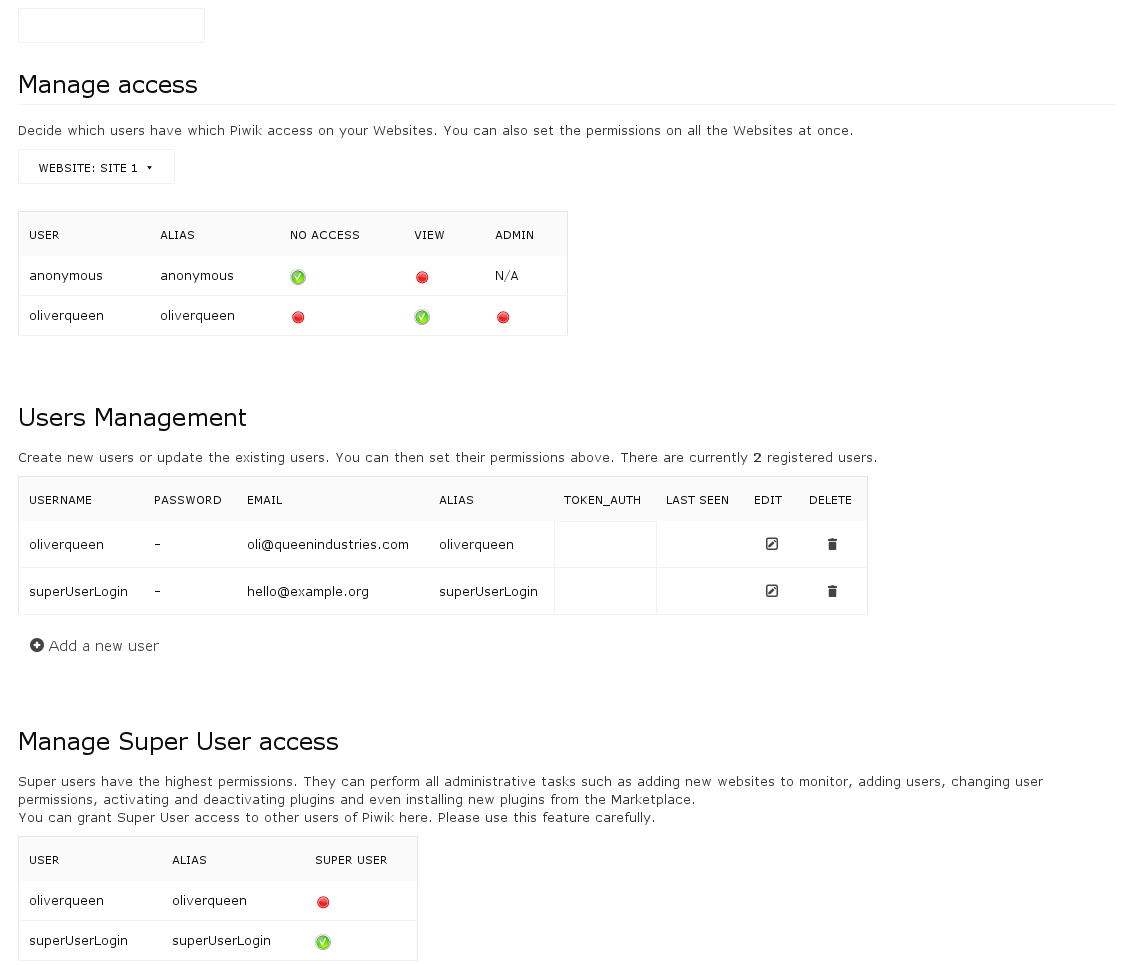 Manage access
Decide which users have which Piwik access on your Websites. You can also set the permissions on all the Websites at once.
WEBSITE: SITE 1
USER ALIAS NO ACCESS VIEW ADMIN
anonymous anonymous N/A
oliverqueen oliverqueen
Users Management
Create new users or update the existing users. You can then set their permissions above. There are currently 2 registered users.
USERNAME PASSWORD EMAIL ALIAS TOKEN_AUTH LAST SEEN EDIT DELETE
oliverqueen - oli@queenindustries.com oliverqueen
superUserLogin - hello@example.org superUserLogin
Add a new user
Manage Super User access
Super users have the highest permissions. They can perform all administrative tasks such as adding new websites to monitor, adding users, changing user
permissions, activating and deactivating plugins and even installing new plugins from the Marketplace.
You can grant Super User access to other users of Piwik here. Please use this feature carefully.
USER ALIAS SUPER USER
oliverqueen oliverqueen
superUserLogin superUserLogin